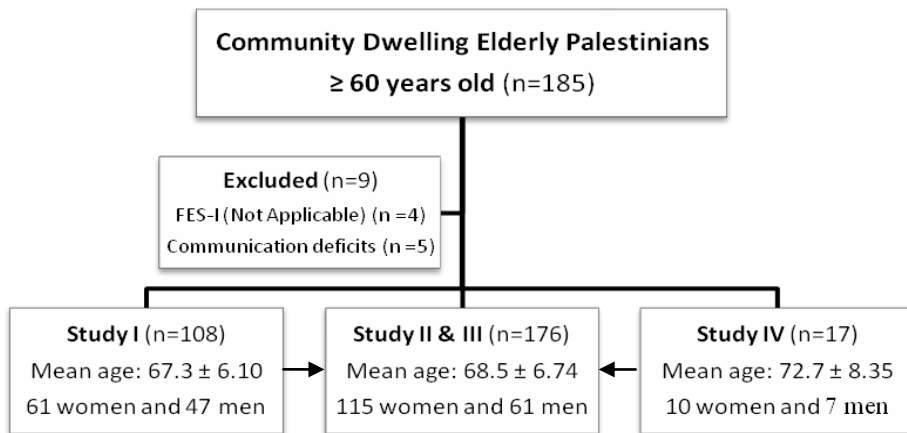 Community Dwelling Elderly Palestinians
≥ 60 years old (n=185)
Excluded (n=9)
FES-I (Not Applicable) (n =4)
Communication deficits (n =5)
Study I (n=108)
Mean age: 67.3 ± 6.10
61 women and 47 men
Study II & III (n=176)
Mean age: 68.5 ± 6.74
115 women and 61 men
Study IV (n=17)
Mean age: 72.7 ± 8.35
10 women and 7 men